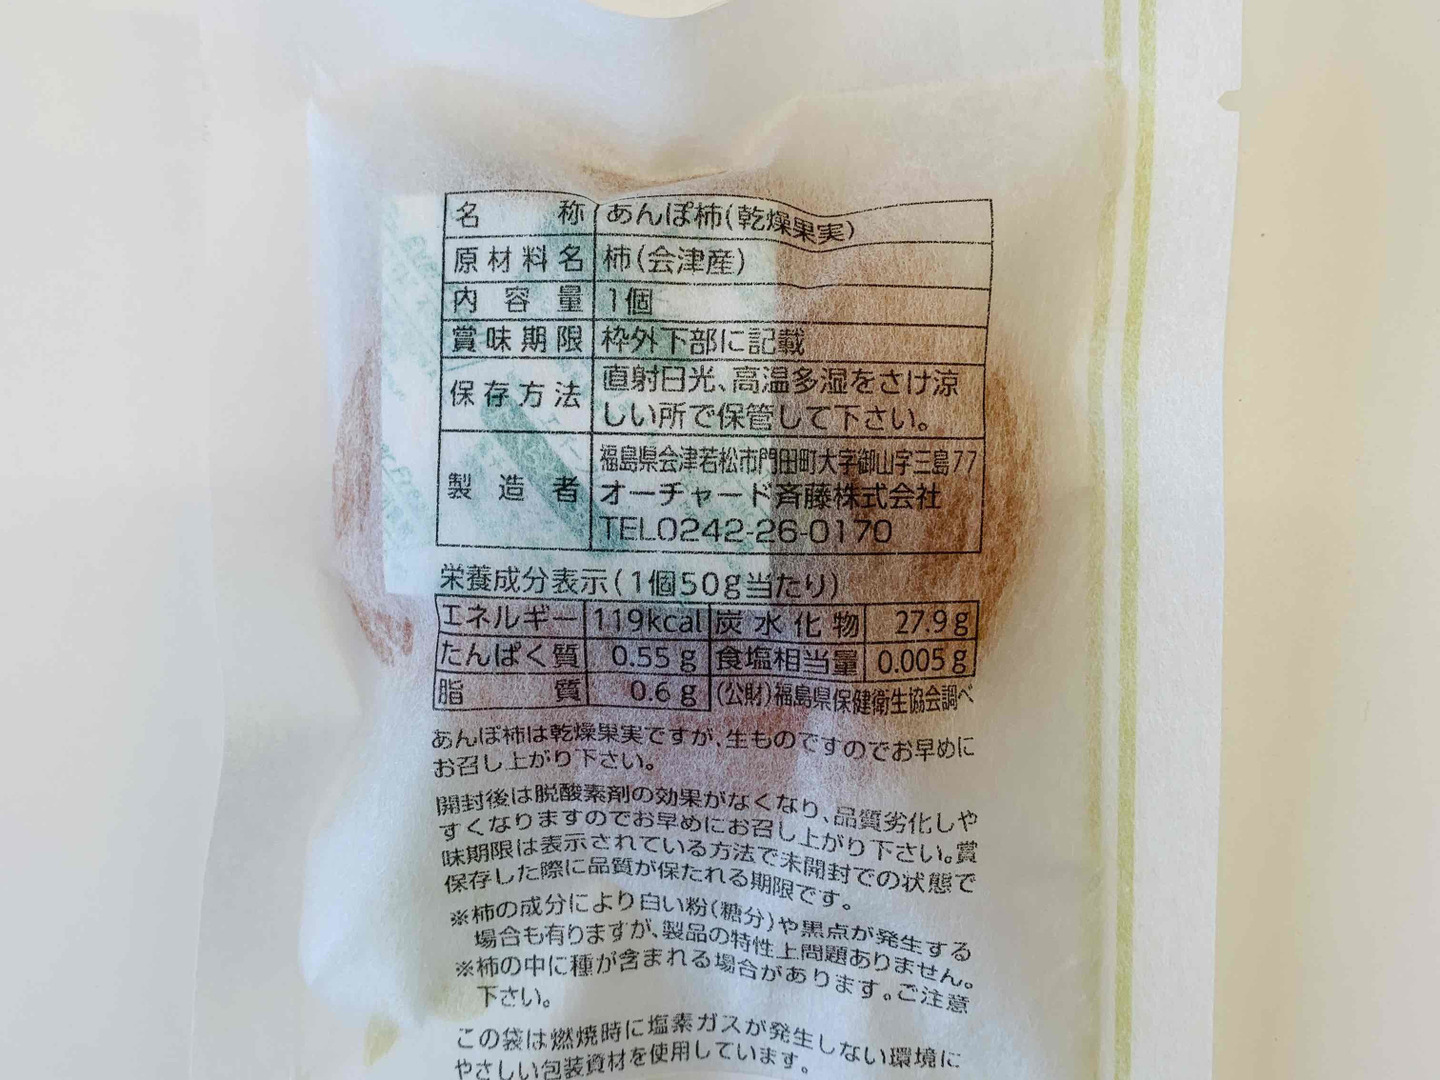 名称 あんぽ柿(乾燥果実)
原材料名 柿(会津産)
内容量 1個
賞味期限 枠外下部に記載
保存方法 直射日光、高温多湿をさけ涼
しい所で保管して下さい。
製造者 福島県会津若松市門田町大字御山字三島77
オーチャード斉藤株式会社
TEL0242-26-0170
栄養成分表示(1個50g当たり)
エネルギー 119kcal 炭水化物 27.9g
たんぱく質 0.55g 食塩相当量 0.005g
脂質 0.6g (公財)福島県保健衛生協会調べ
あんぽ柿は乾燥果実ですが、生ものですのでお早めに
お召し上がり下さい。
開封後は脱酸素剤の効果がなくなり、品質劣化しや
すくなりますのでお早めにお召し上がり下さい。賞
味期限は表示されている方法で未開封での状態で
保存した際に品質が保たれる期限です。
※柿の成分により白い粉(糖分)や黒点が発生する
場合も有りますが、製品の特性上問題ありません。
※柿の中に種が含まれる場合があります。ご注意
下さい。
この袋は燃焼時に塩素ガスが発生しない環境に
やさしい包装資材を使用しています。